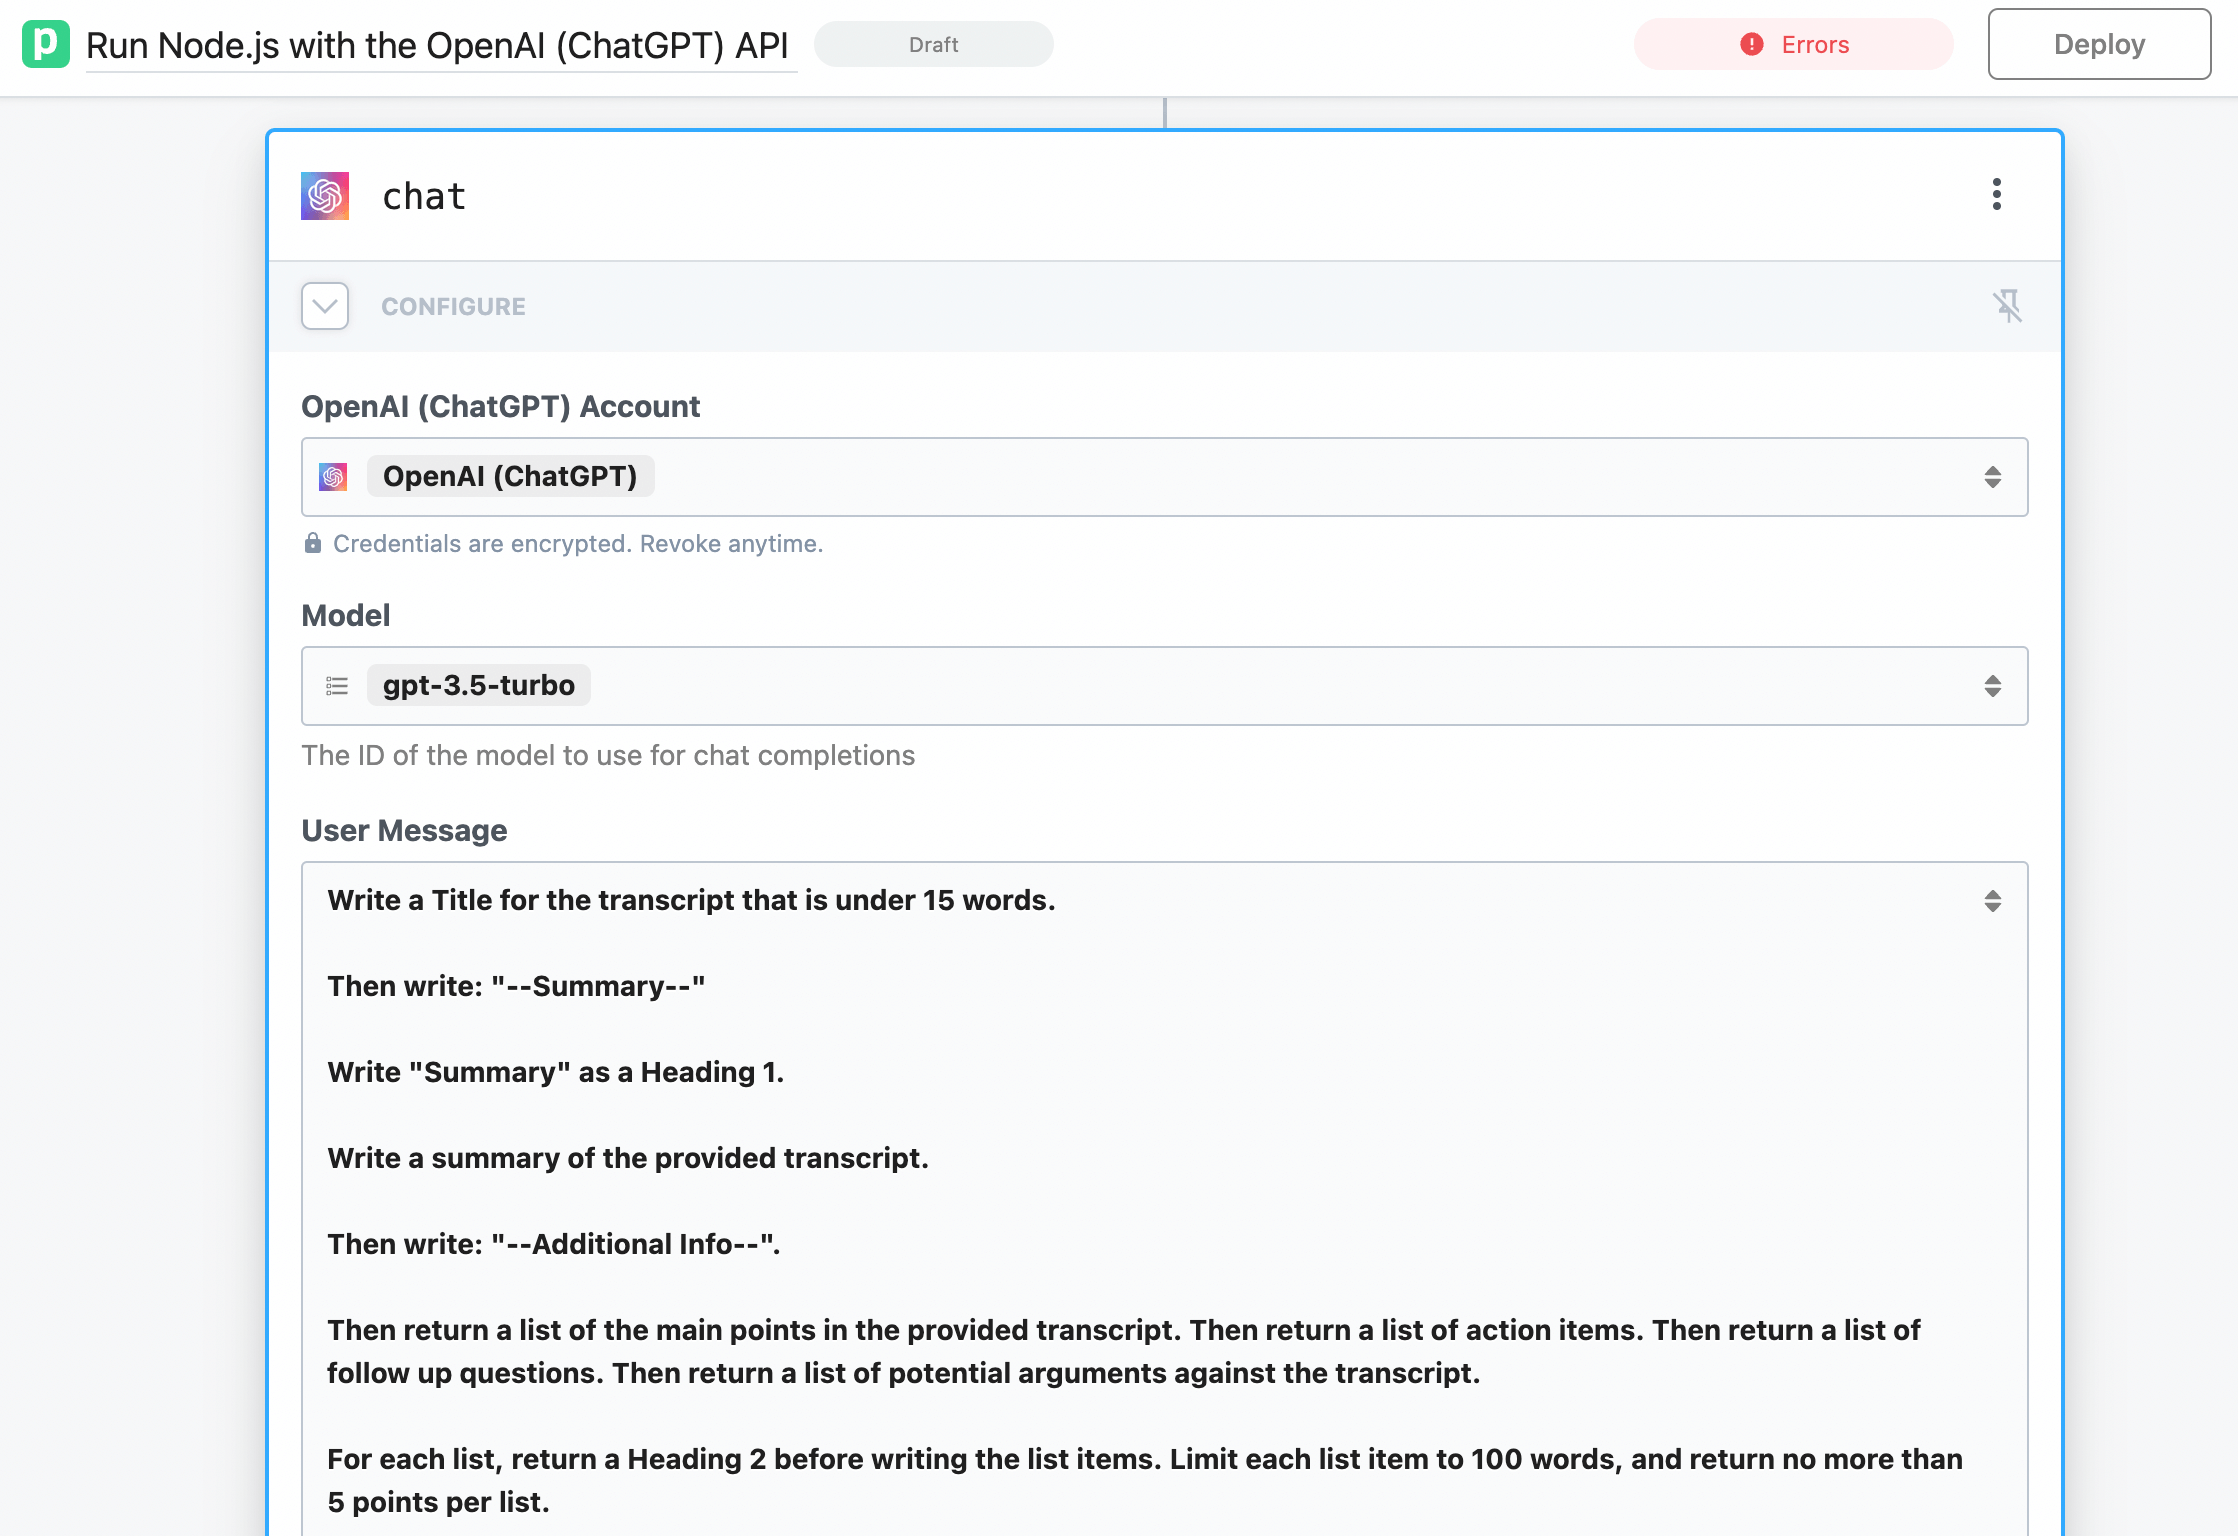 p
Run Node.js with the OpenAI (ChatGPT) API
Draft
Errors
Deploy
chat
CONFIGURE
OpenAI (ChatGPT) Account
OpenAI (ChatGPT)
Credentials are encrypted. Revoke anytime.
Model
gpt-3.5-turbo
The ID of the model to use for chat completions
User Message
Write a Title for the transcript that is under 15 words.
Then write: "--Summary--"
Write "Summary" as a Heading 1.
Write a summary of the provided transcript.
Then write: "--Additional Info--".
Then return a list of the main points in the provided transcript. Then return a list of action items. Then return a list of
follow up questions. Then return a list of potential arguments against the transcript.
For each list, return a Heading 2 before writing the list items. Limit each list item to 100 words, and return no more than
5 points per list.